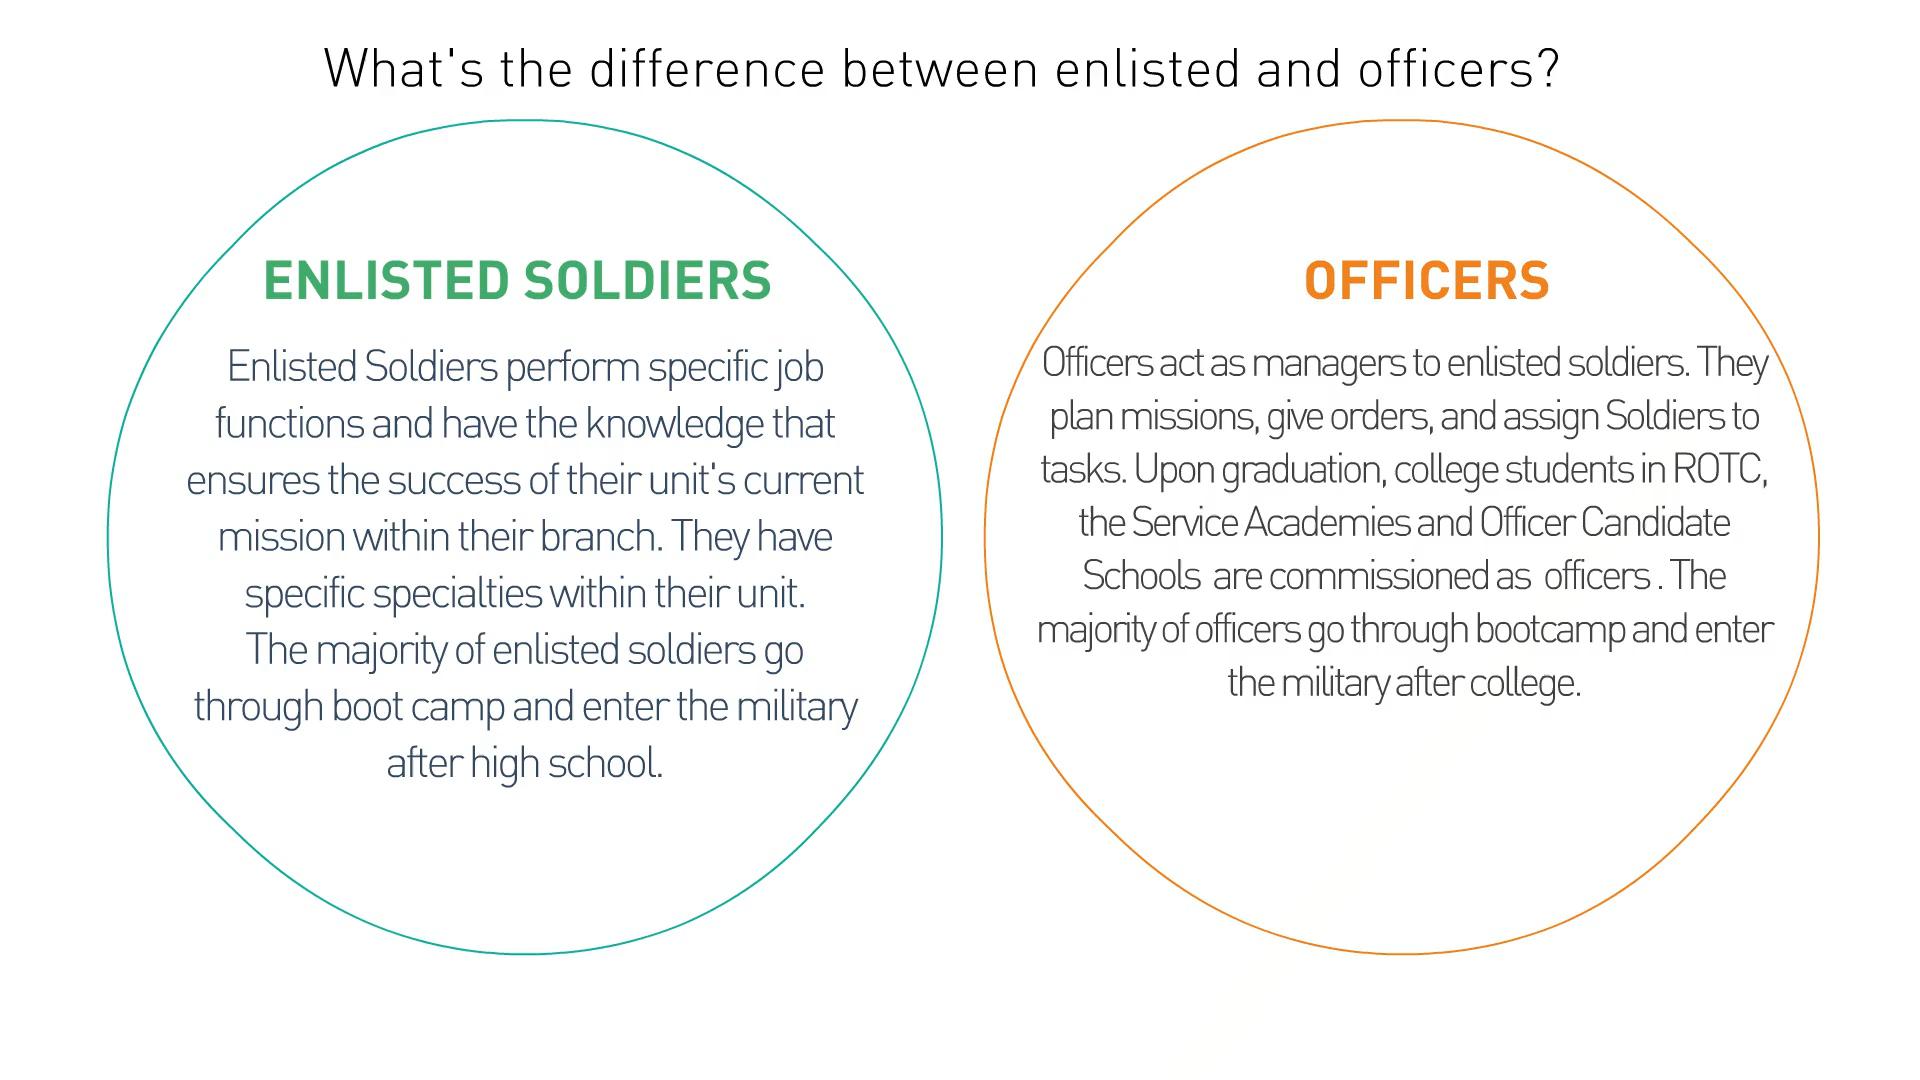 What's the difference between enlisted and officers?
ENLISTED SOLDIERS
Enlisted Soldiers perform specific job
functions and have the knowledge that
ensures the success of their unit's current
mission within their branch. They have
specific specialties within their unit.
The majority of enlisted soldiers go
through boot camp and enter the military
after high school.
OFFICERS
Officers act as managers to enlisted soldiers. They
plan missions, give orders, and assign Soldiers to
tasks. Upon graduation, college students in ROTC,
the Service Academies and Officer Candidate
Schools are commissioned as officers . The
majority of officers go through bootcamp and enter
the military after college.